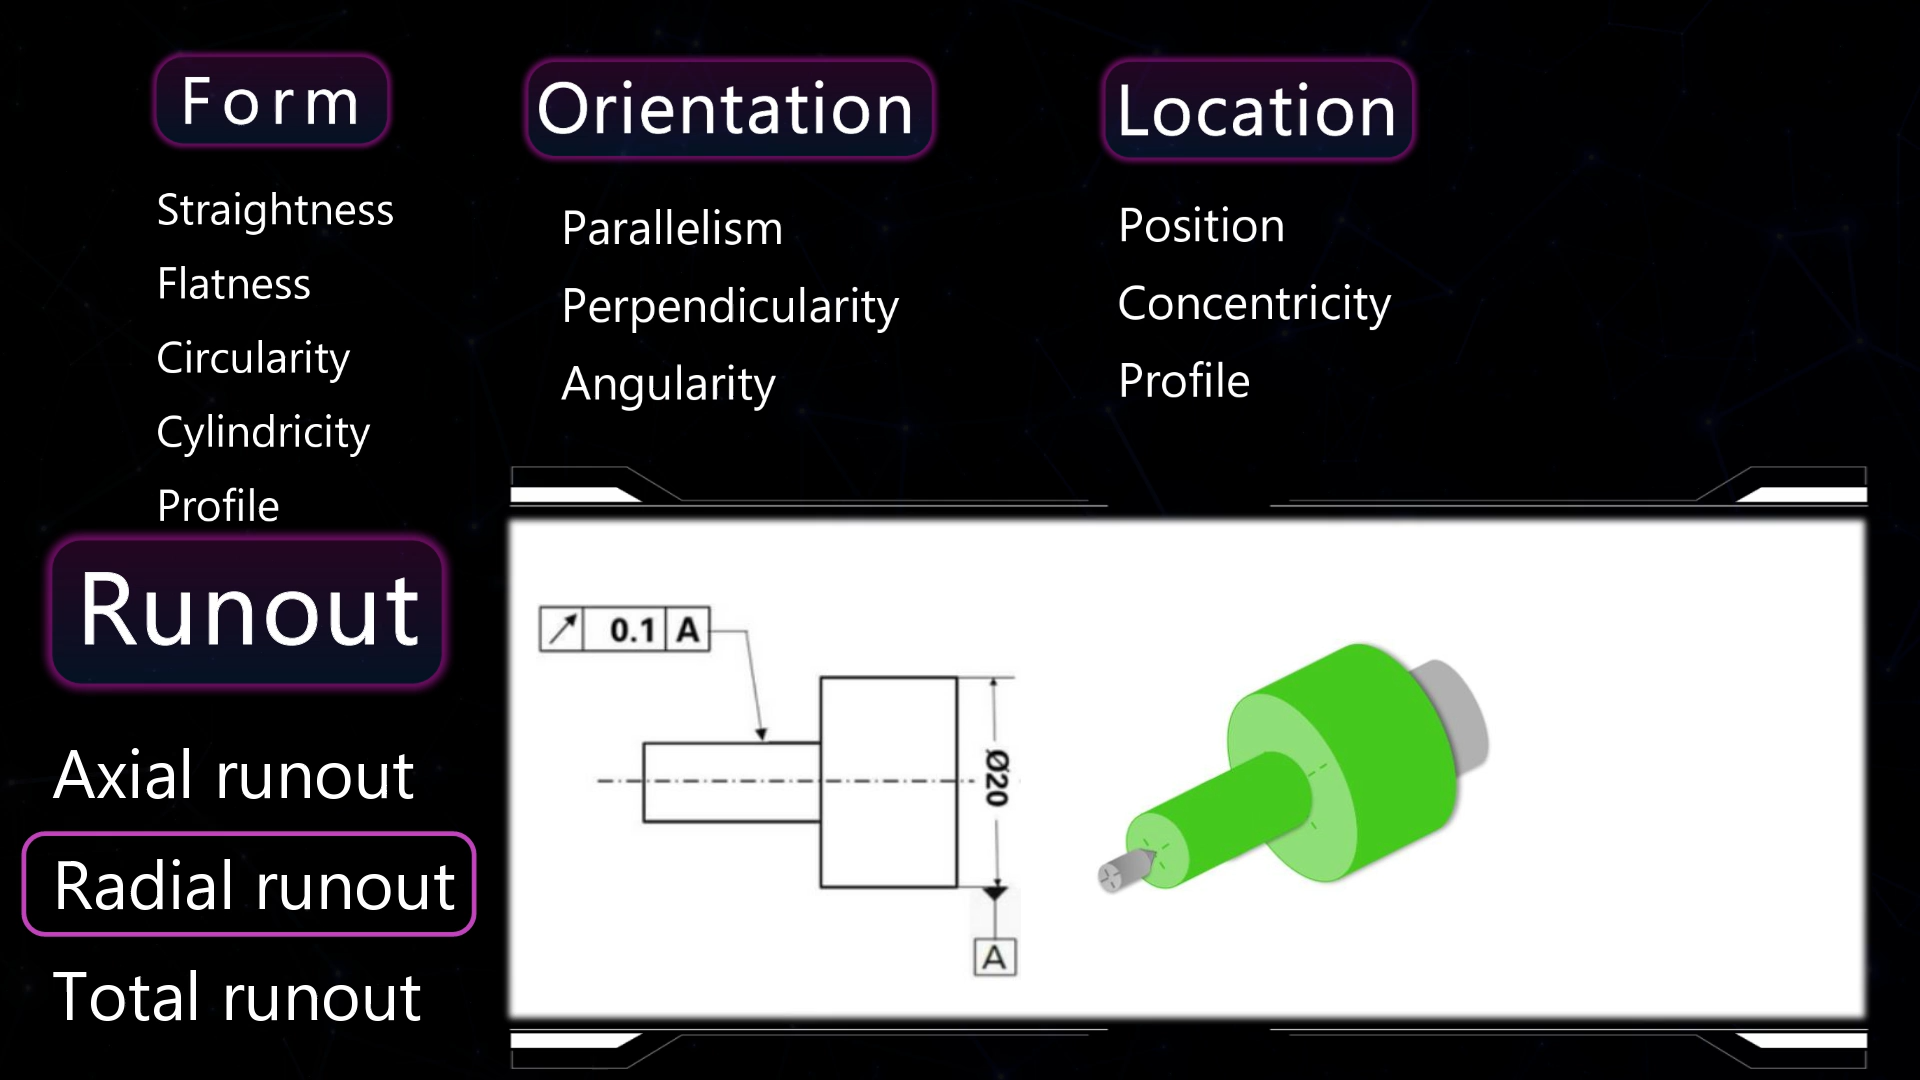 Form
Straightness
Flatness
Circularity
Cylindricity
Profile
Orientation
Parallelism
Perpendicularity
Angularity
Location
Position
Concentricity
Profile
Runout
Axial runout
Radial runout
Total runout
0.1 A
Ø20
A